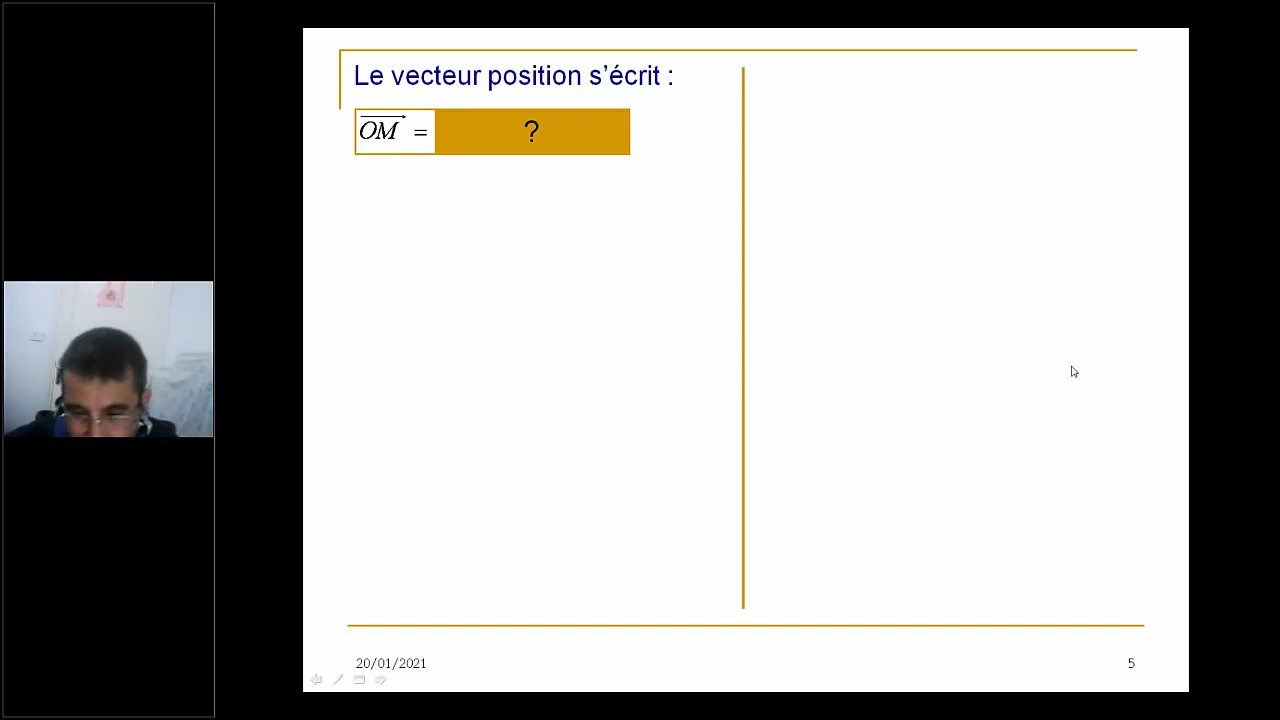 Le vecteur position s’écrit :
OM = ?
20/01/2021
5